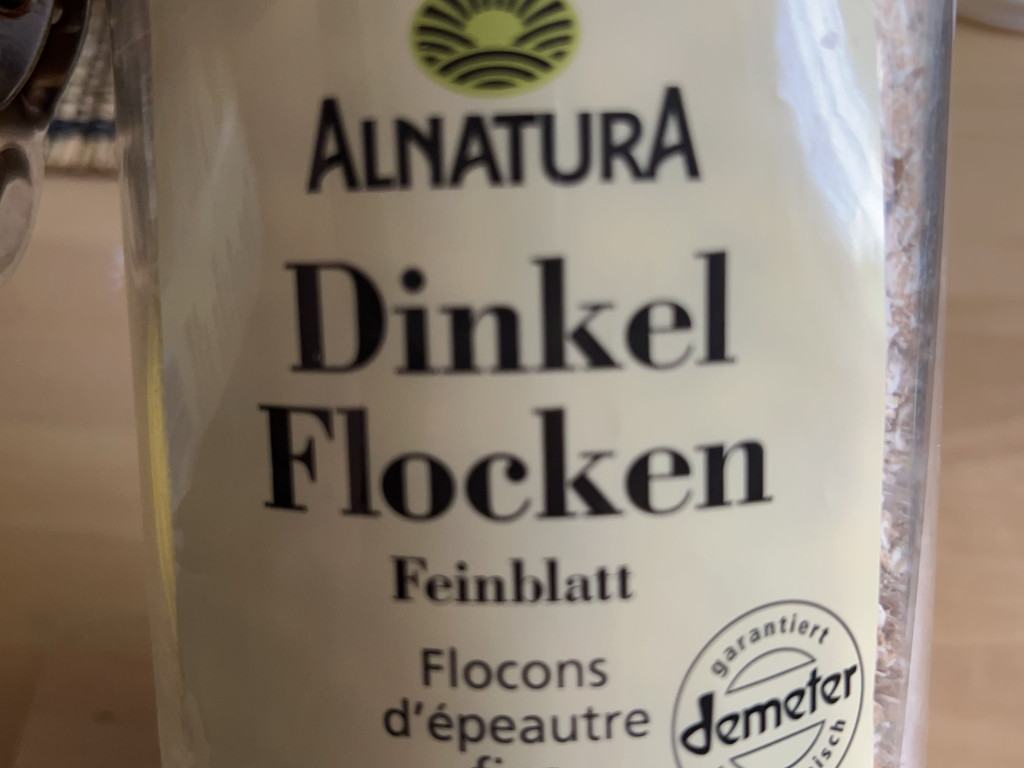 ALNATURA
Dinkel
Flocken
Feinblatt
Flocons
d'épeautre
garantiert
demeter